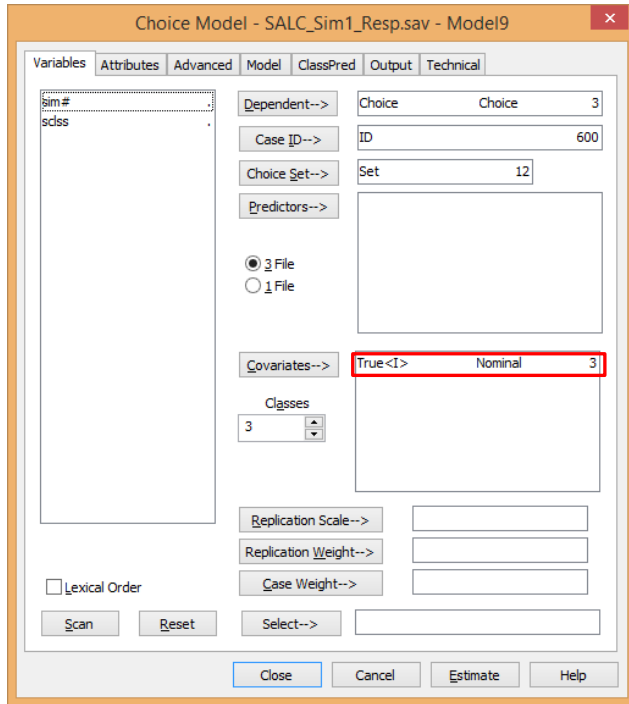 Choice Model - SALC_Sim1_Resp.sav - Model9
Variables Attributes Advanced Model ClassPred Output Technical
sim# .
sclss .
Dependent-->
Choice Choice 3
Case ID-->
ID 600
Choice Set-->
Set 12
Predictors-->
3 File
1 File
Covariates-->
True<I> Nominal 3
Classes
3
Replication Scale-->
Replication Weight-->
Case Weight-->
Lexical Order
Scan Reset Select-->
Close Cancel Estimate Help